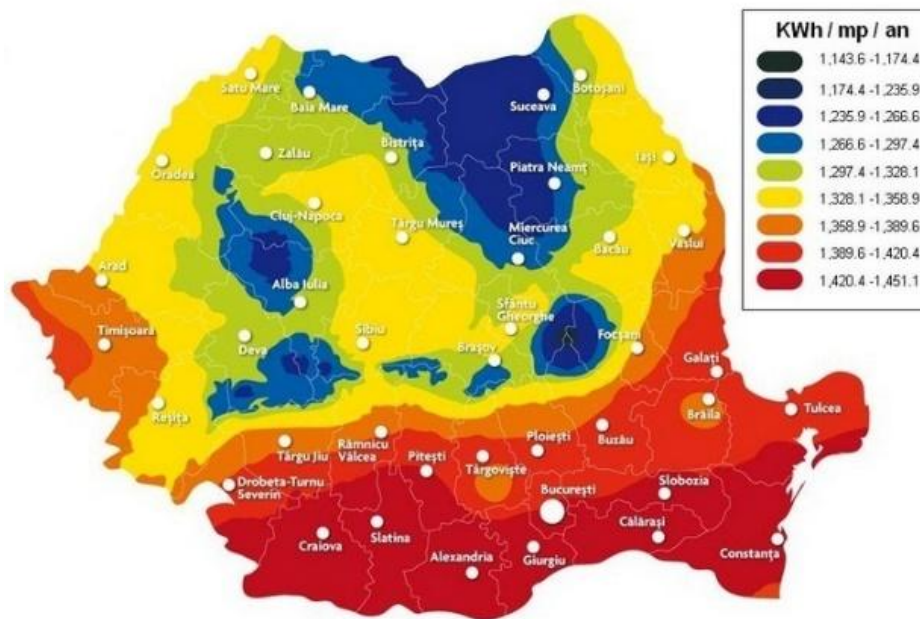 KWh / mp / an
1,143.6 -1,174.4
1,174.4 -1,235.9
1,235.9 -1,266.6
1,266.6 -1,297.4
1,297.4 -1,328.1
1,328.1 -1,358.9
1,358.9 -1,389.6
1,389.6 -1,420.4
1,420.4 -1,451.1
Satu Mare
Baia Mare
Suceava
Botoșani
Zalău
Bistrița
Oradea
Piatra Neamț
Iași
Cluj-Napoca
Târgu Mureș
Miercurea
Ciuc
Bacău
Vaslui
Arad
Alba Iulia
Timișoara
Deva
Sibiu
Sfântu
Gheorghe
Brașov
Focșani
Galați
Reșița
Brăila
Tulcea
Târgu Jiu
Râmnicu
Vâlcea
Pitești
Târgoviște
Ploiești
Buzău
Drobeta-Turnu
Severin
București
Slobozia
Craiova
Slatina
Alexandria
Giurgiu
Călărași
Constanța